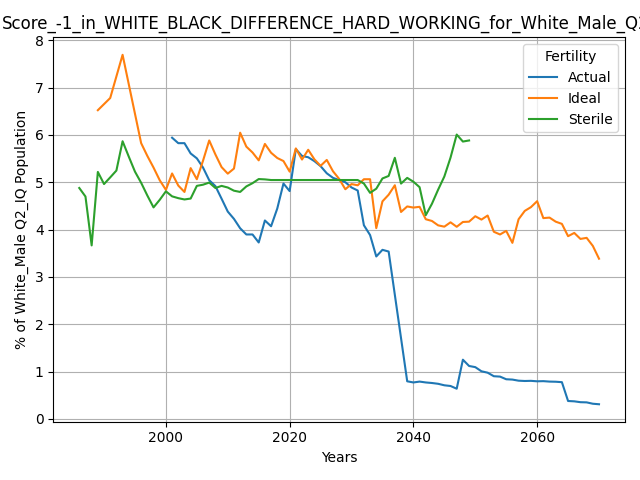 Score_-1_in_WHITE_BLACK_DIFFERENCE_HARD_WORKING_for_White_Male_Q
Fertility
Actual
Ideal
Sterile
8
7
6
5
4
3
2
1
0
% of White_Male Q2_IQ Population
2000
2020
2040
2060
Years